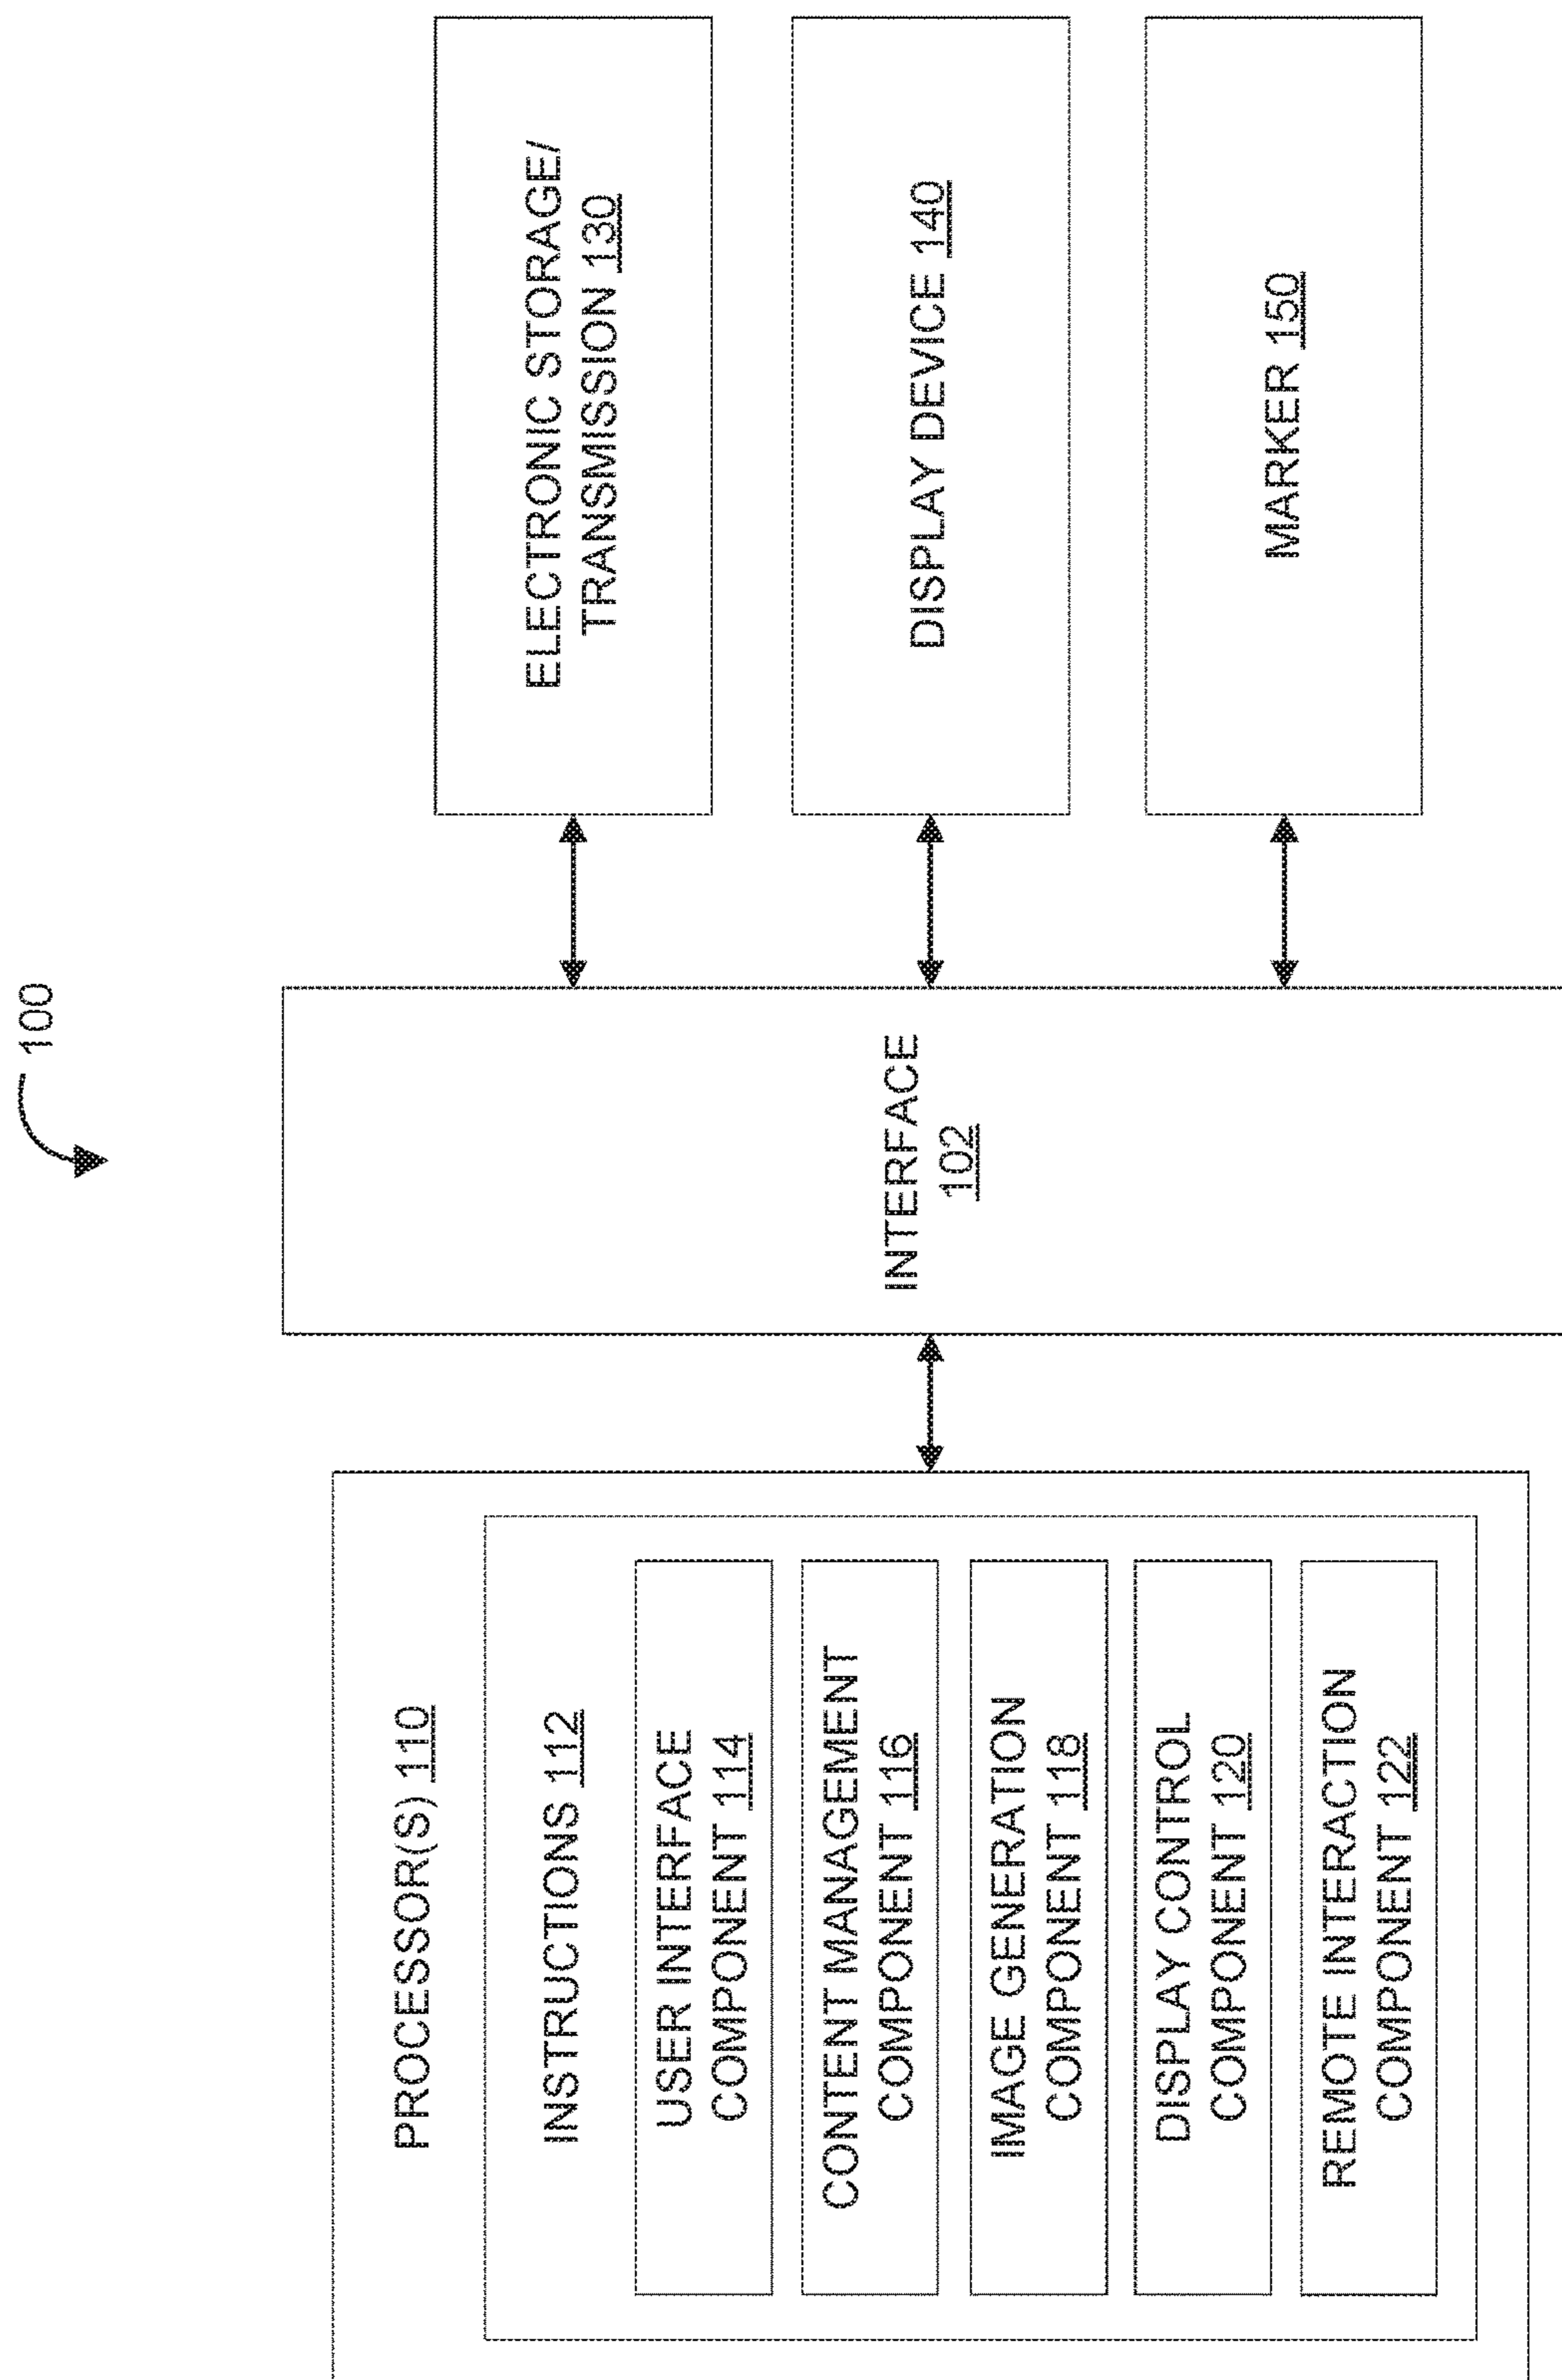 100
PROCESSOR(S) 110
INSTRUCTIONS 112
USER INTERFACE
COMPONENT 114
CONTENT MANAGEMENT
COMPONENT 116
IMAGE GENERATION
COMPONENT 118
DISPLAY CONTROL
COMPONENT 120
REMOTE INTERACTION
COMPONENT 122
INTERFACE
102
ELECTRONIC STORAGE/
TRANSMISSION 130
DISPLAY DEVICE 140
MARKER 150